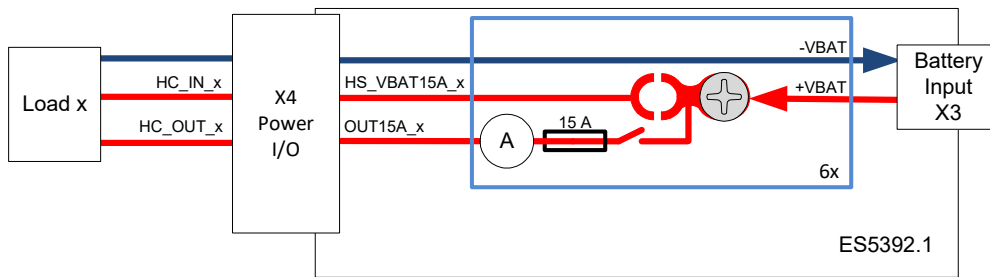 Load x
HC_IN_x
HC_OUT_x
X4
Power
I/O
HS_VBAT15A_x
OUT15A_x
A
15 A
-VBAT
+VBAT
6x
Battery
Input
X3
ES5392.1